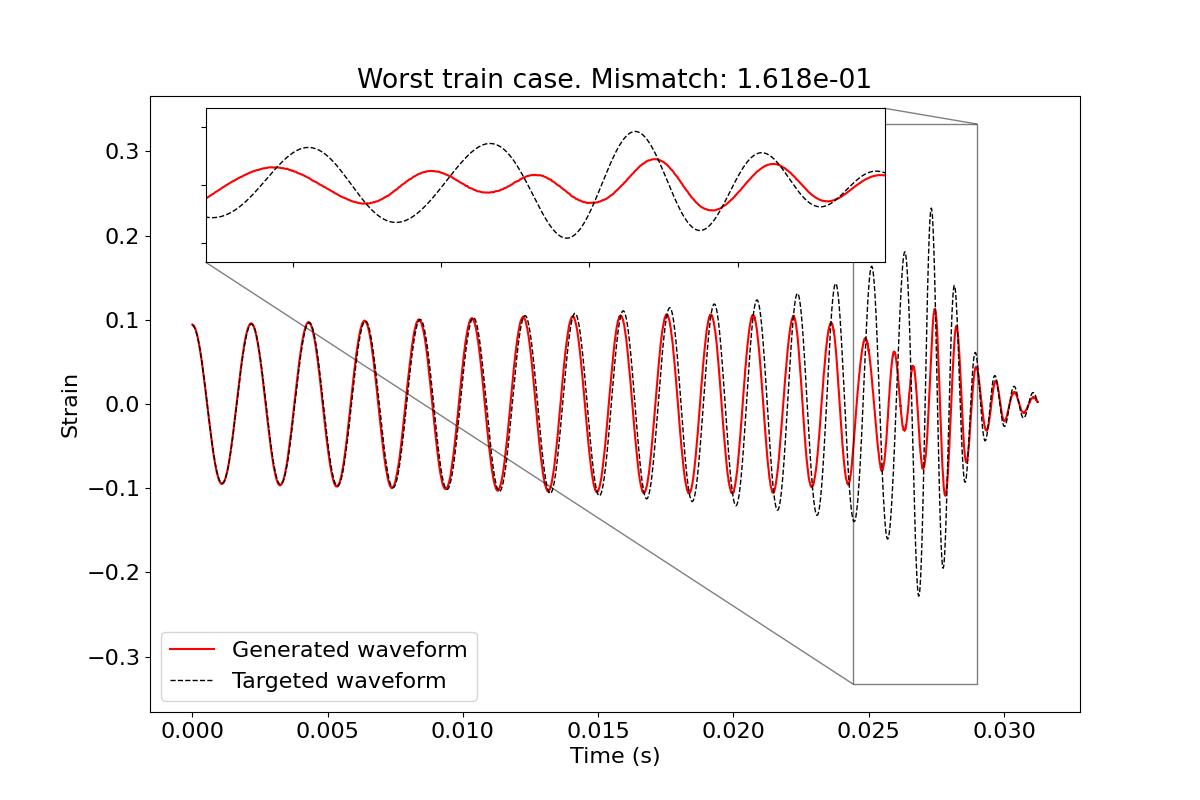 Worst train case. Mismatch: 1.618e-01
0.3
0.2
0.1
0.0
−0.1
−0.2
−0.3
Strain
Generated waveform
Targeted waveform
0.000 0.005 0.010 0.015 0.020 0.025 0.030
Time (s)